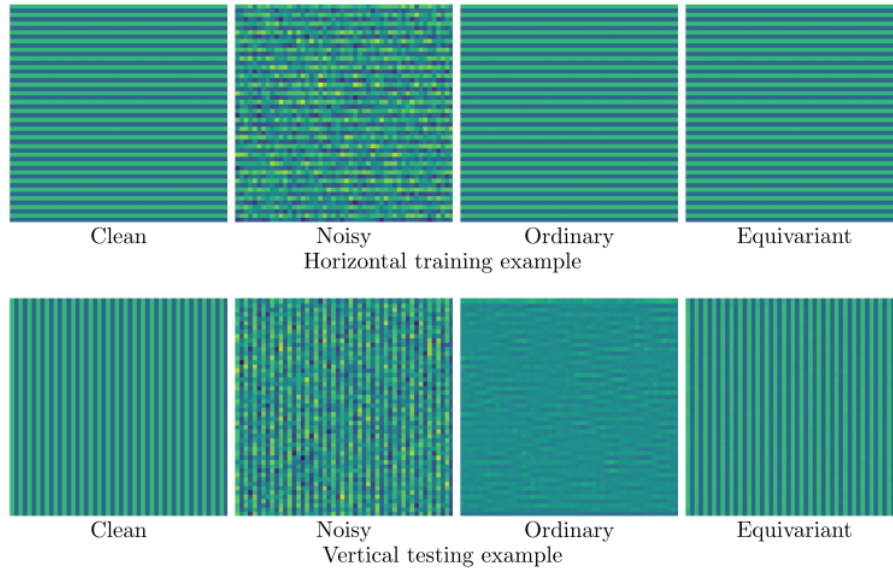 Clean Noisy Ordinary Equivariant
Horizontal training example
Clean Noisy Ordinary Equivariant
Vertical testing example